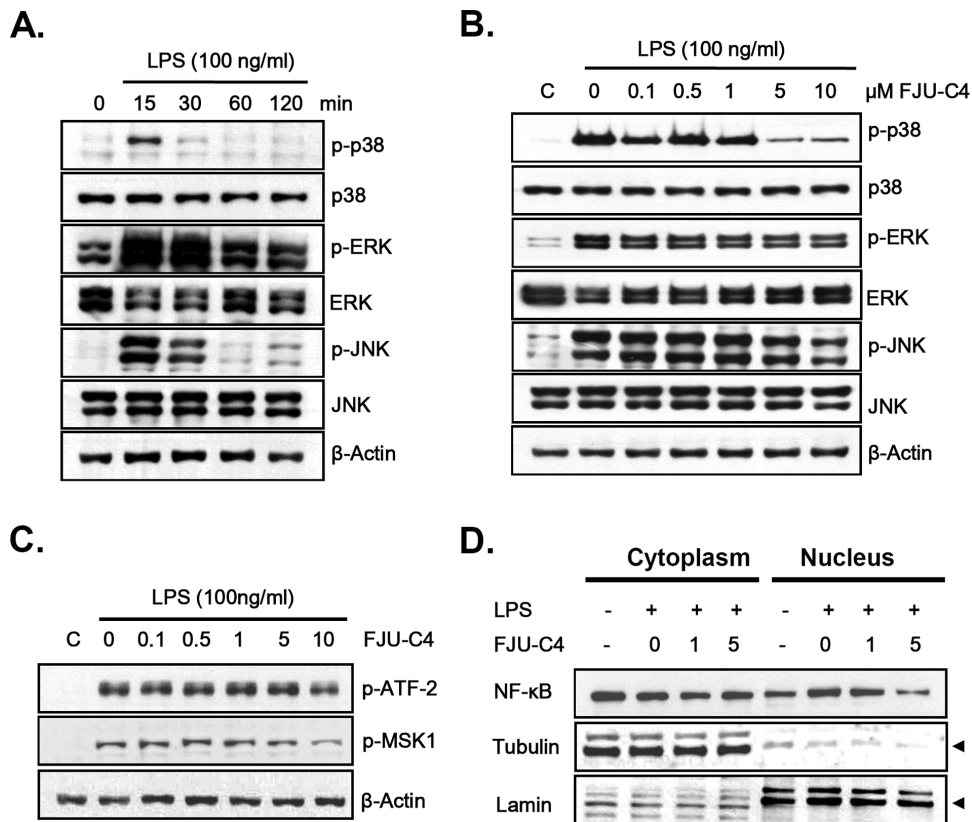 A.
LPS (100 ng/ml)
0 15 30 60 120 min
p-p38
p38
p-ERK
ERK
p-JNK
JNK
β-Actin
B.
LPS (100 ng/ml)
C 0 0.1 0.5 1 5 10 µM FJU-C4
p-p38
p38
p-ERK
ERK
p-JNK
JNK
β-Actin
C.
LPS (100ng/ml)
C 0 0.1 0.5 1 5 10 FJU-C4
p-ATF-2
p-MSK1
β-Actin
D.
Cytoplasm Nucleus
LPS - + + + - + + +
FJU-C4 - 0 1 5 - 0 1 5
NF-κB
Tubulin
Lamin